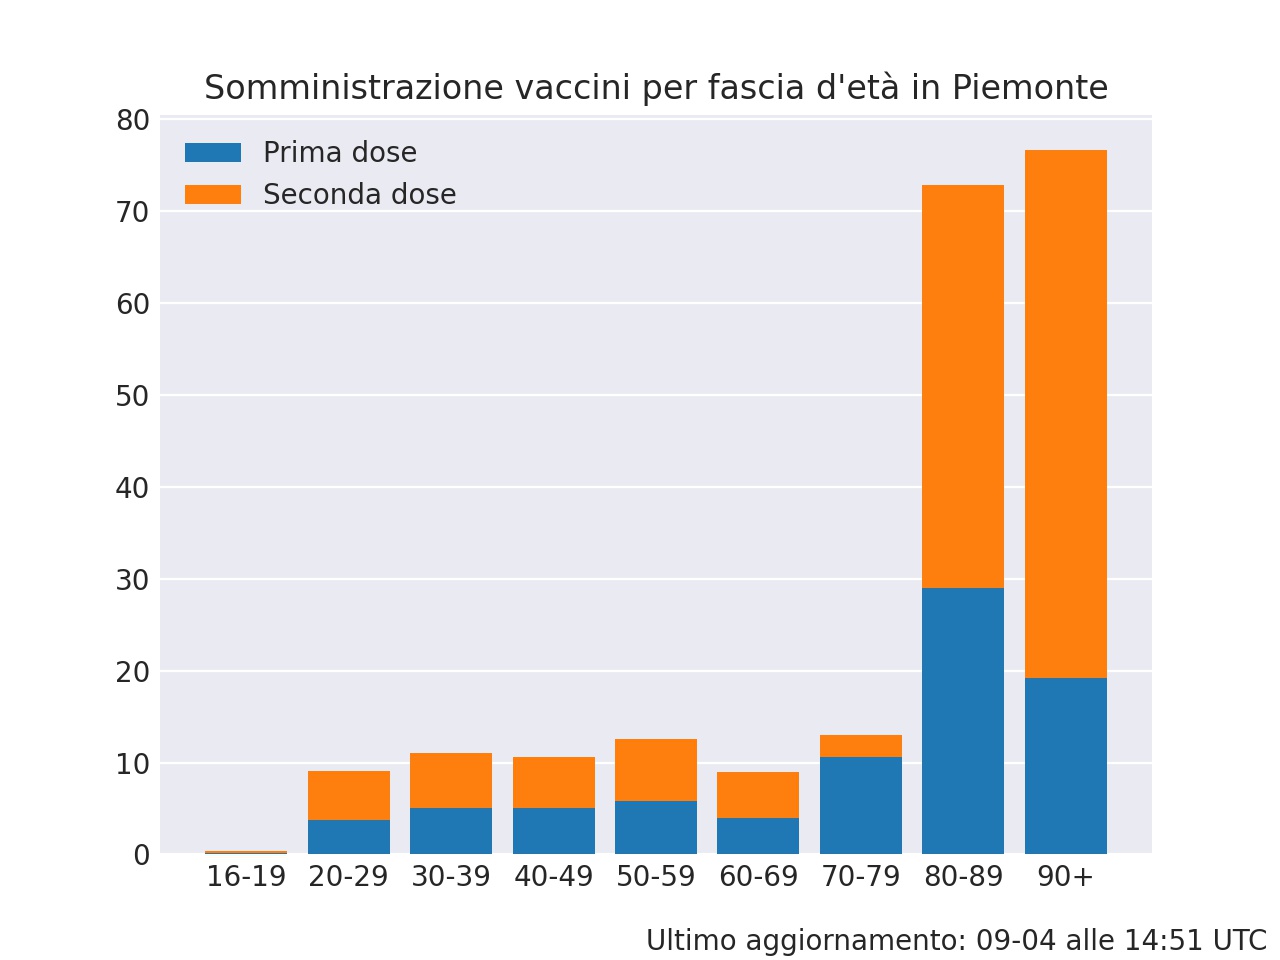 Somministrazione vaccini per fascia d'età in Piemonte
80
Prima dose
Seconda dose
70
60
50
40
30
20
10
0
16-19 20-29 30-39 40-49 50-59 60-69 70-79 80-89 90+
Ultimo aggiornamento: 09-04 alle 14:51 UTC